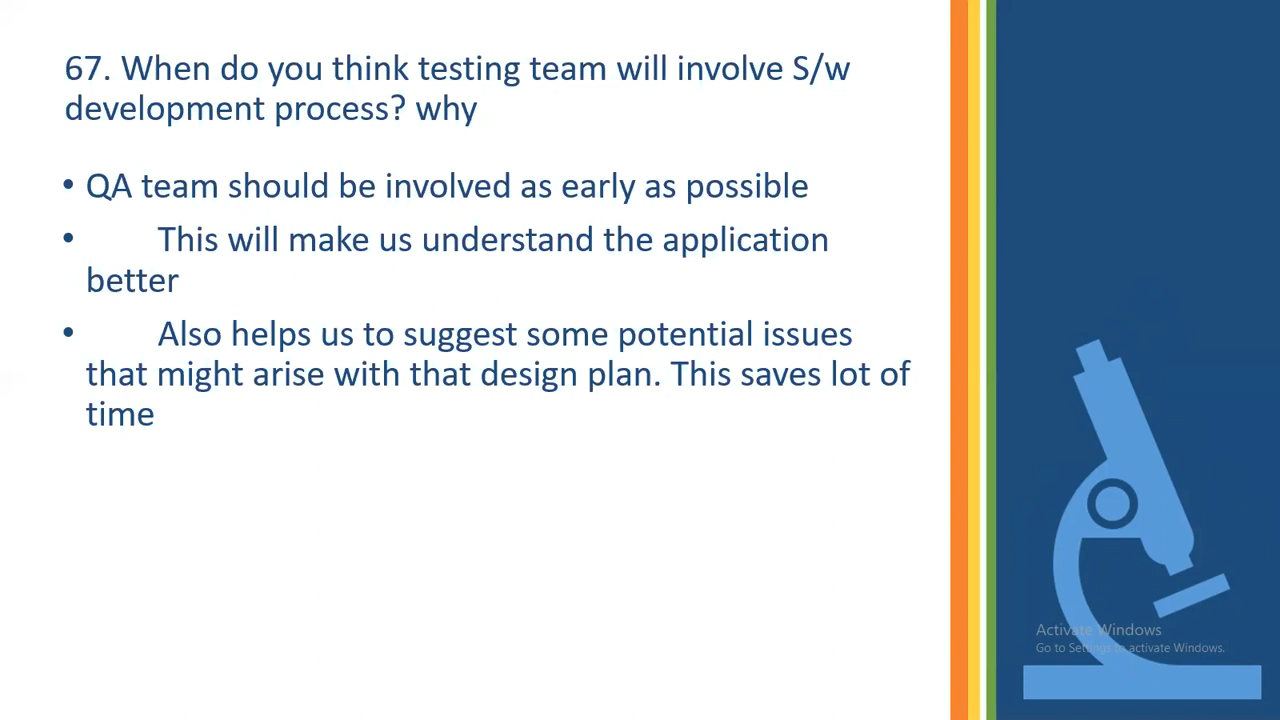 67. When do you think testing team will involve S/w
development process? why
• QA team should be involved as early as possible
• This will make us understand the application
better
• Also helps us to suggest some potential issues
that might arise with that design plan. This saves lot of
time
Activate Windows
Go to Settings to activate Windows.